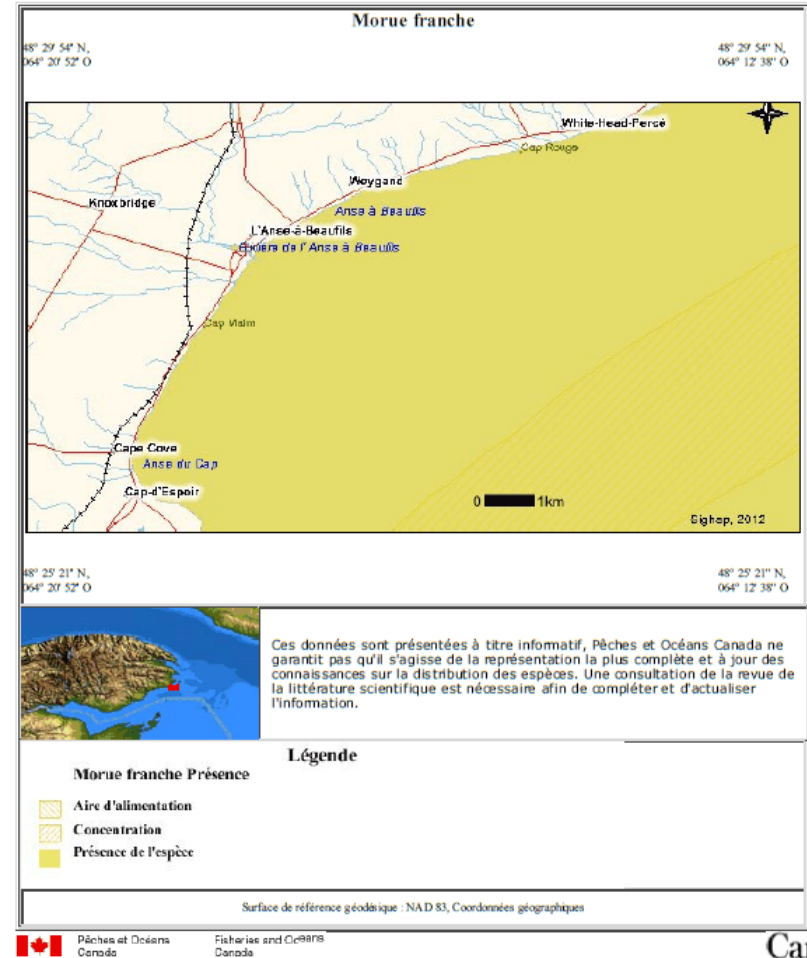 Morue franche
48° 29' 54" N,
064° 20' 52" O
48° 29' 54" N,
064° 12' 38" O
White-Head-Percé
Cap Rouge
Weygand
Knoxbridge
Anse à Beaufils
L'Anse-à-Beaufils
Rivière de l'Anse à Beaufils
Cap Malm
Cape Cove
Anse du Cap
Cap-d'Espoir
0 1km
Sighap, 2012
48° 25' 21" N,
064° 20' 52" O
48° 25' 21" N,
064° 12' 38" O
Ces données sont présentées à titre informatif, Pêches et Océans Canada ne
garantit pas qu'il s'agisse de la représentation la plus complète et à jour des
connaissances sur la distribution des espèces. Une consultation de la revue de
la littérature scientifique est nécessaire afin de compléter et d'actualiser
l'information.
Légende
Morue franche Présence
Aire d'alimentation
Concentration
Présence de l'espèce
Surface de référence géodésique : NAD 83, Coordonnées géographiques
Pêches et Océans
Canada
Fisheries and Oceans
Canada
Ca